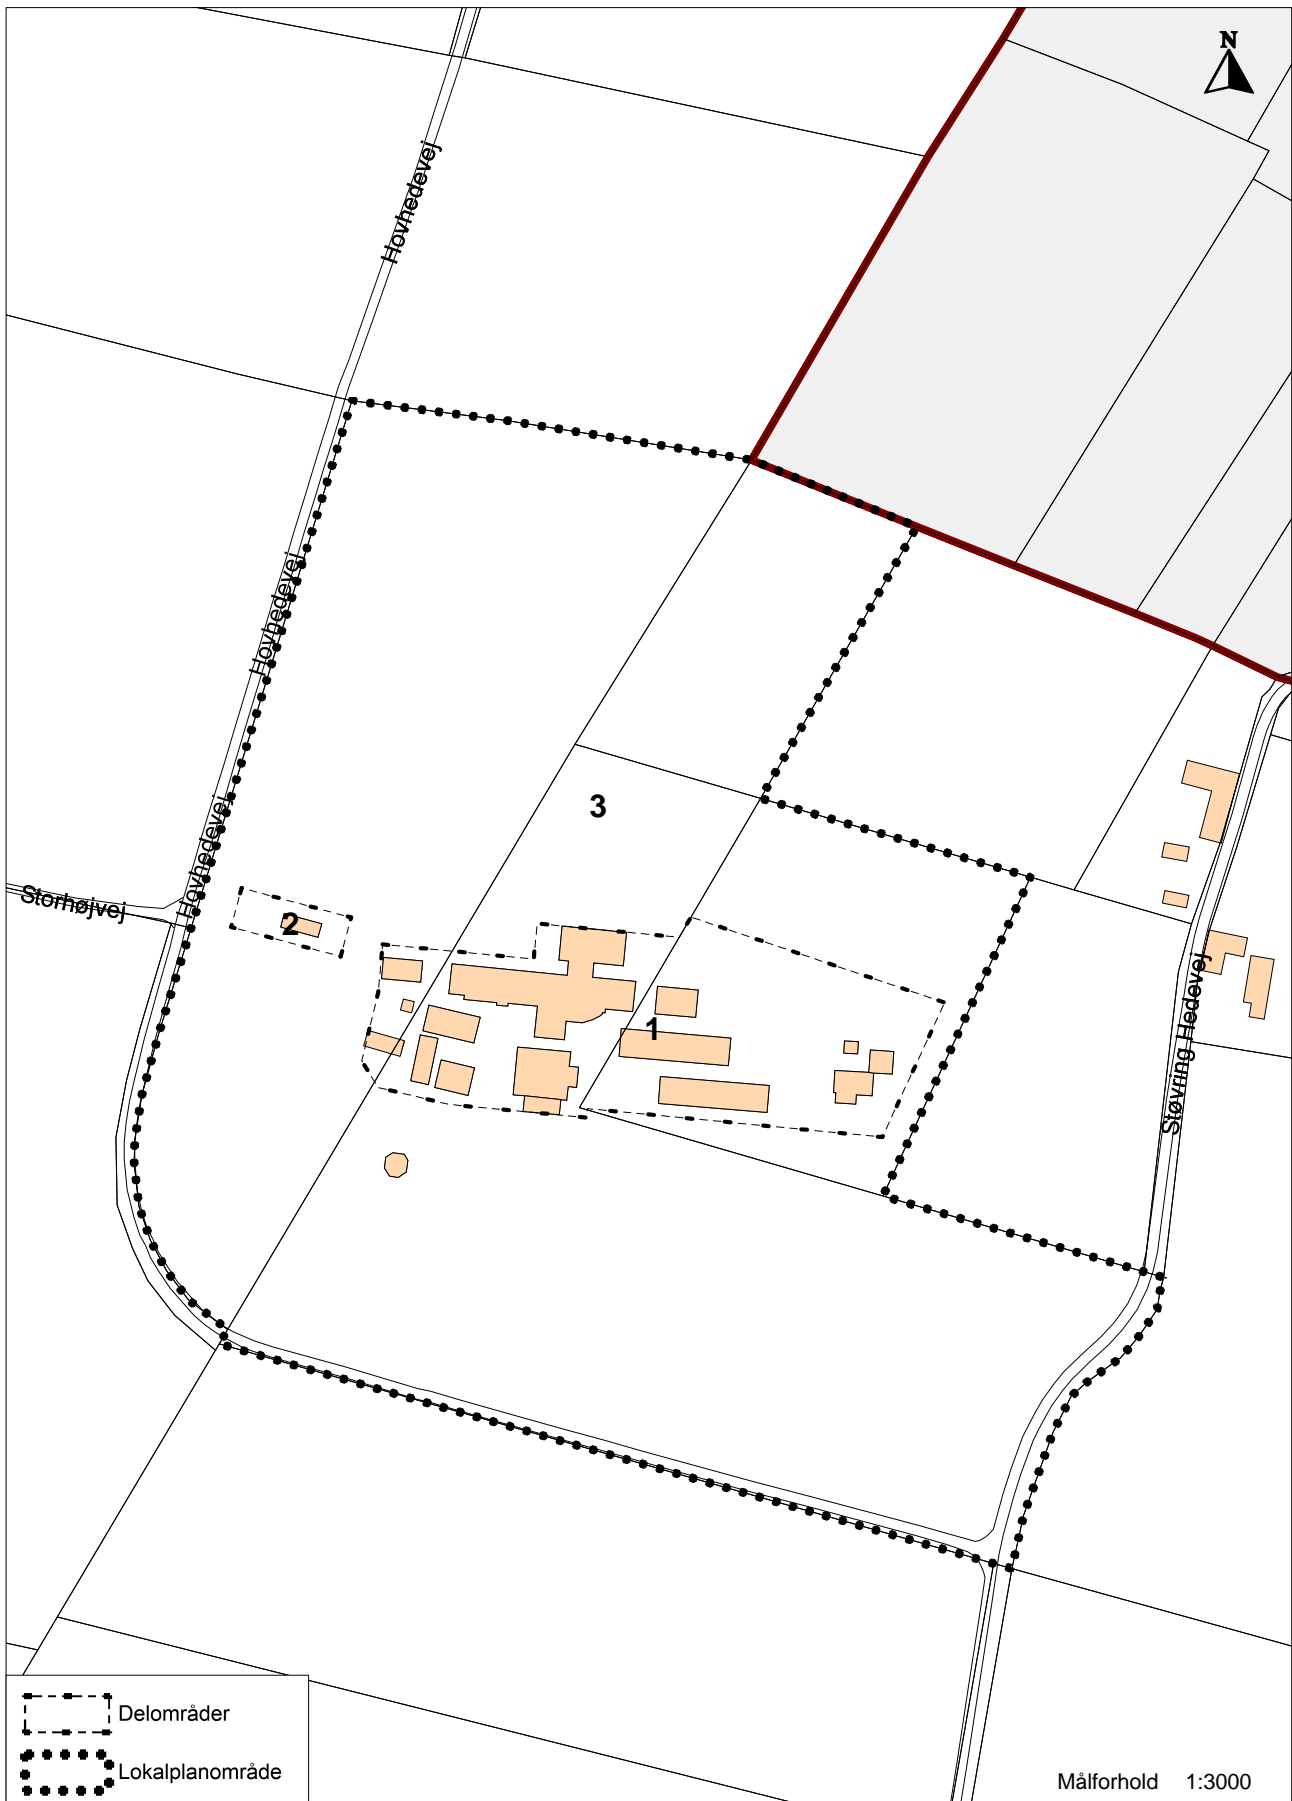 N
Hovhedevej
Hovhedevej
3
Hovhedevej
Storhøjvej
2
1
Støvring Hedevej
Delområder
Lokalplanområde
Målforhold 1:3000